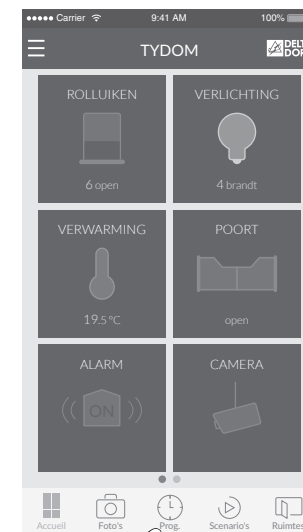 Carrier 9:41 AM 100%
TYDOM
ROLLUIKEN VERLICHTING
6 open 4 brandt
VERWARMING POORT
19.5 °C open
ALARM CAMERA
ON
Accueil Foto's Prog. Scenario's Ruimtes